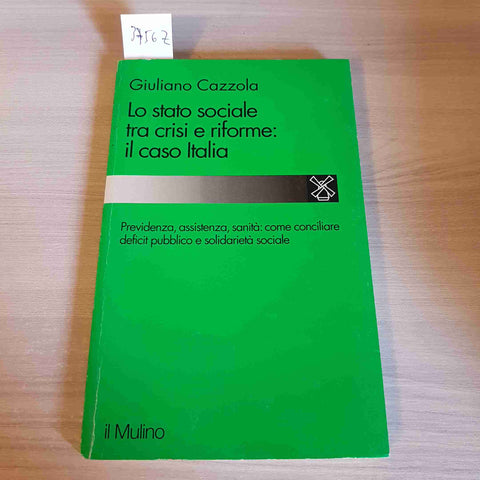 37567
Giuliano Cazzola
Lo stato sociale
tra crisi e riforme:
il caso Italia
Previdenza, assistenza, sanità: come conciliare
deficit pubblico e solidarietà sociale
il Mulino